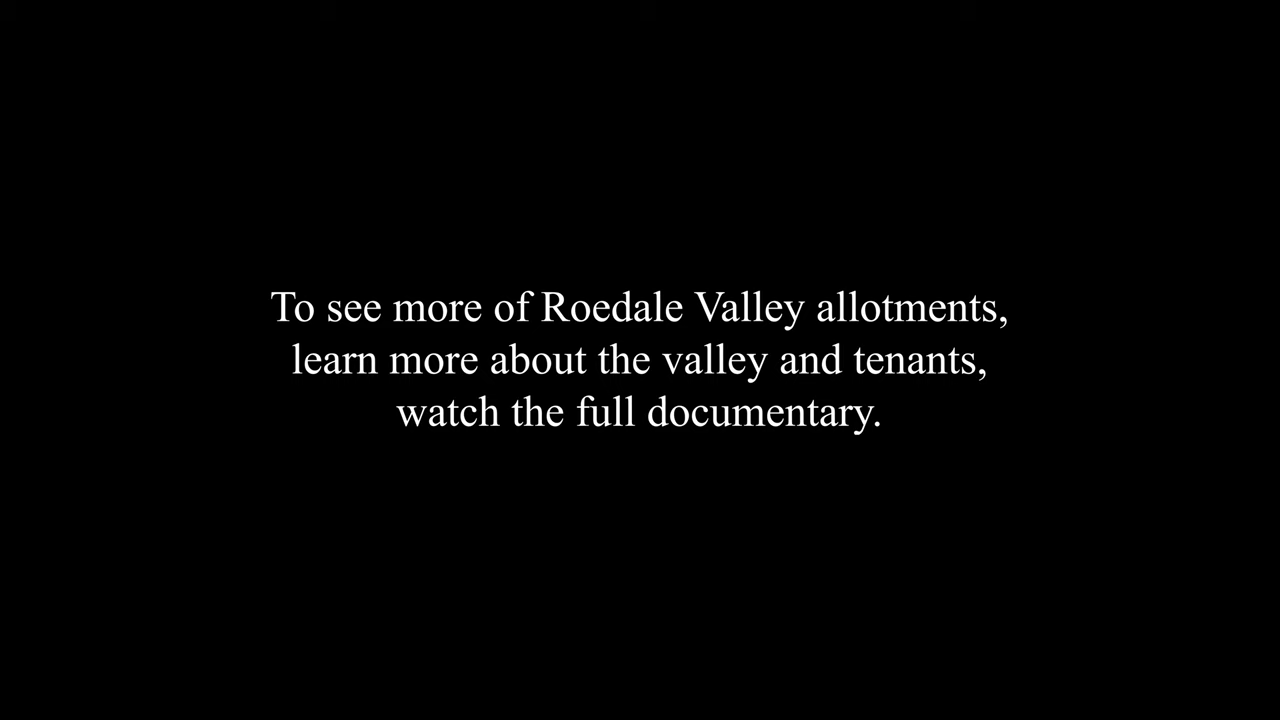 To see more of Roedale Valley allotments,
learn more about the valley and tenants,
watch the full documentary.